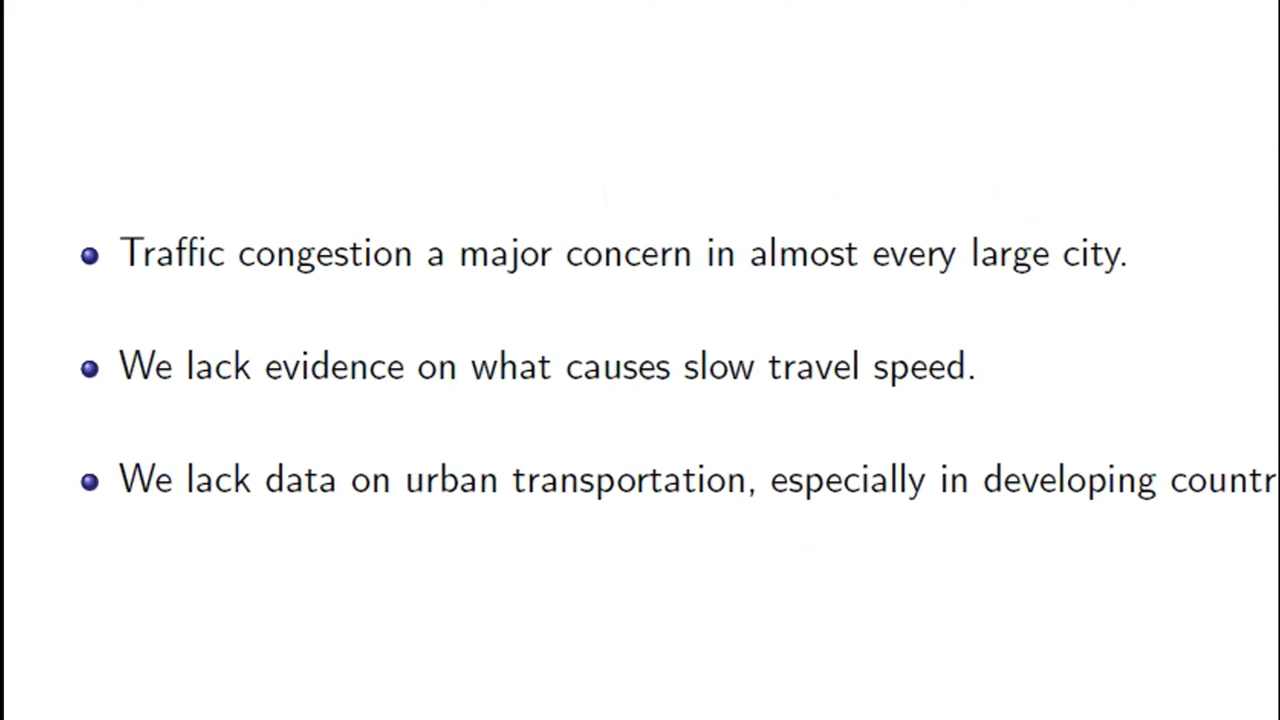 Traffic congestion a major concern in almost every large city.
We lack evidence on what causes slow travel speed.
We lack data on urban transportation, especially in developing countr